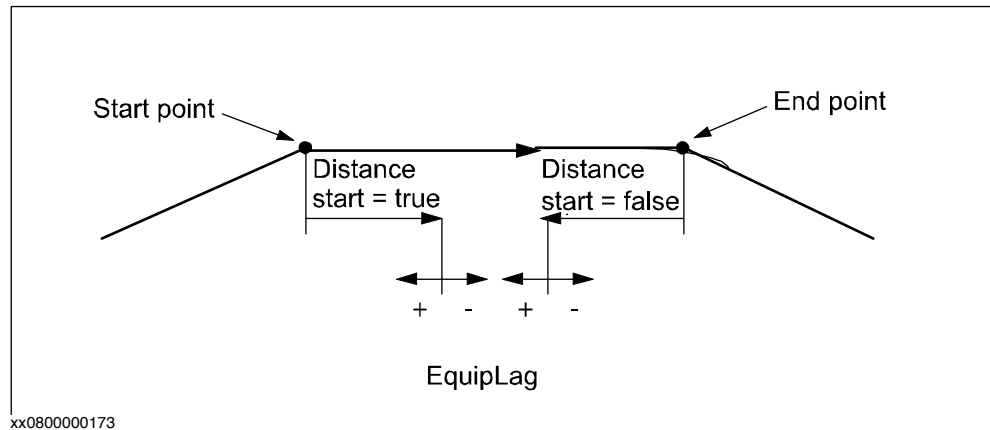 Start point
End point
Distance
start = true
Distance
start = false
+ - + -
EquipLag
xx0800000173